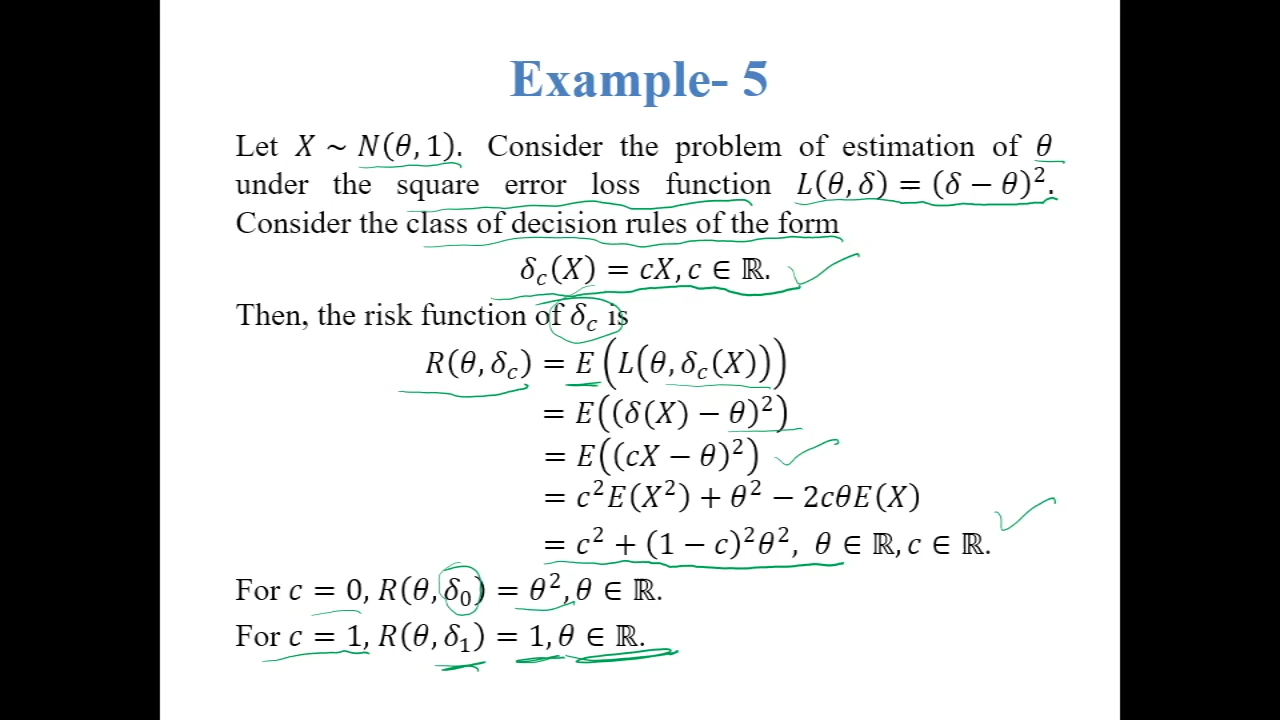 Example- 5
Let X ~ N(θ, 1). Consider the problem of estimation of θ
under the square error loss function L(θ, δ) = (δ − θ)².
Consider the class of decision rules of the form
δ_c(X) = cX, c ∈ ℝ.
Then, the risk function of δ_c is
R(θ, δ_c) = E(L(θ, δ_c(X)))
= E((δ(X) − θ)²)
= E((cX − θ)²)
= c²E(X²) + θ² − 2cθE(X)
= c² + (1 − c)²θ², θ ∈ ℝ, c ∈ ℝ.
For c = 0, R(θ, δ₀) = θ², θ ∈ ℝ.
For c = 1, R(θ, δ₁) = 1, θ ∈ ℝ.